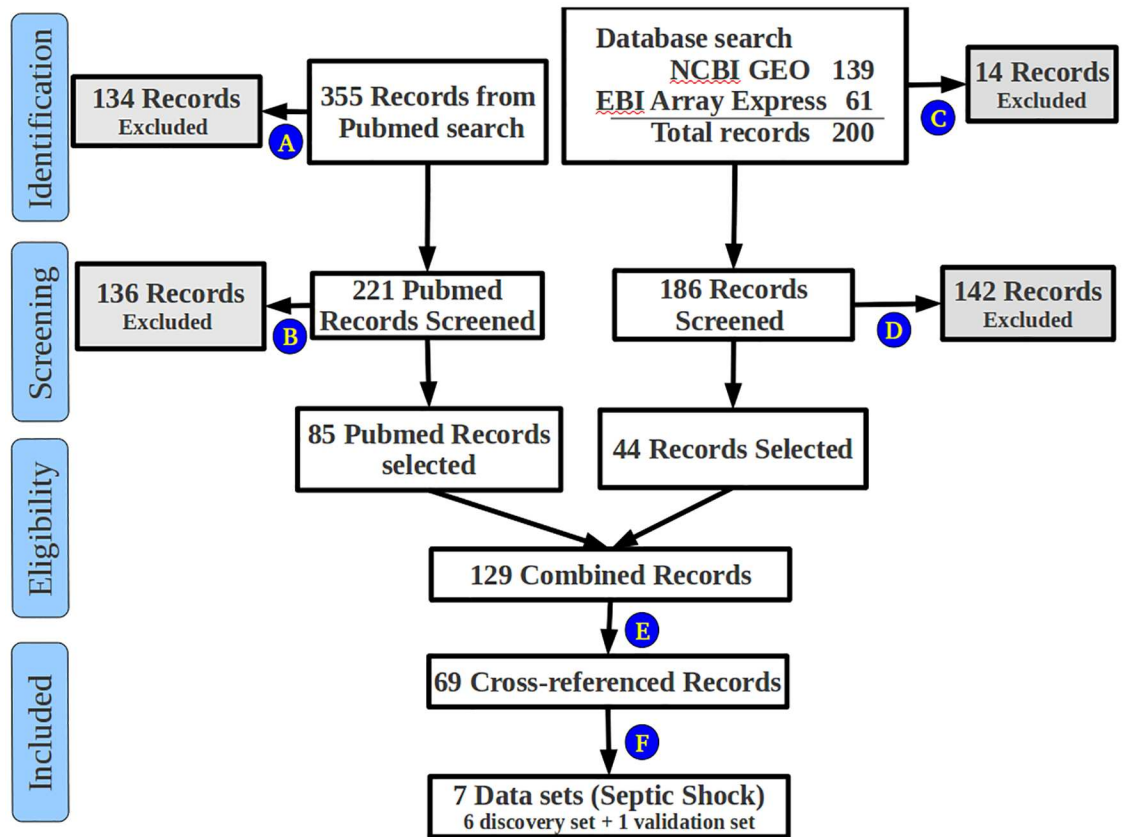 Identification
134 Records
Excluded
A
355 Records from
Pubmed search
Database search
NCBI GEO 139
EBI Array Express 61
Total records 200
C
14 Records
Excluded
Screening
136 Records
Excluded
B
221 Pubmed
Records Screened
186 Records
Screened
D
142 Records
Excluded
85 Pubmed Records
selected
44 Records Selected
Eligibility
129 Combined Records
E
Included
69 Cross-referenced Records
F
7 Data sets (Septic Shock)
6 discovery set + 1 validation set